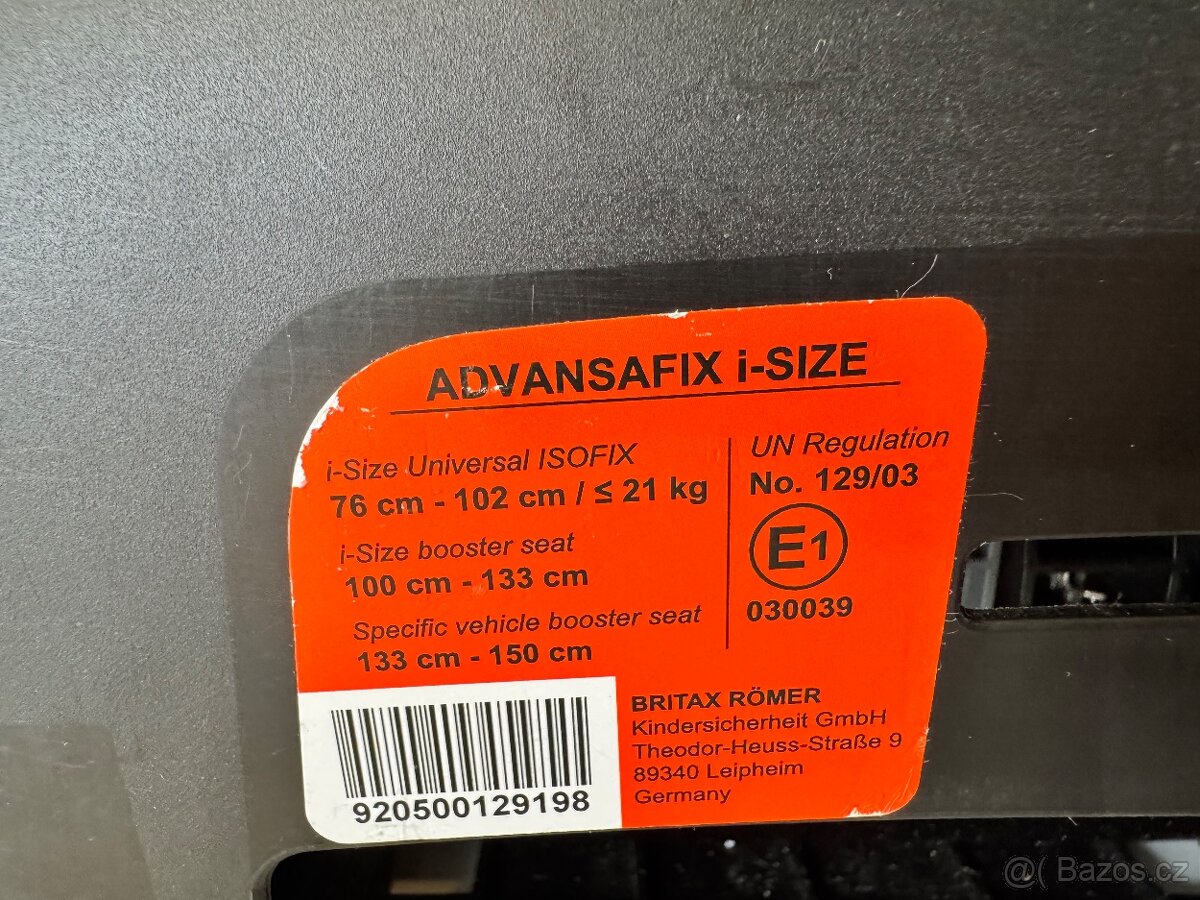 ADVANSAFIX i-SIZE
i-Size Universal ISOFIX
76 cm - 102 cm / ≤ 21 kg
i-Size booster seat
100 cm - 133 cm
Specific vehicle booster seat
133 cm - 150 cm
UN Regulation
No. 129/03
E1
030039
920500129198
BRITAX RÖMER
Kindersicherheit GmbH
Theodor-Heuss-Straße 9
89340 Leipheim
Germany
@( Bazos.cz